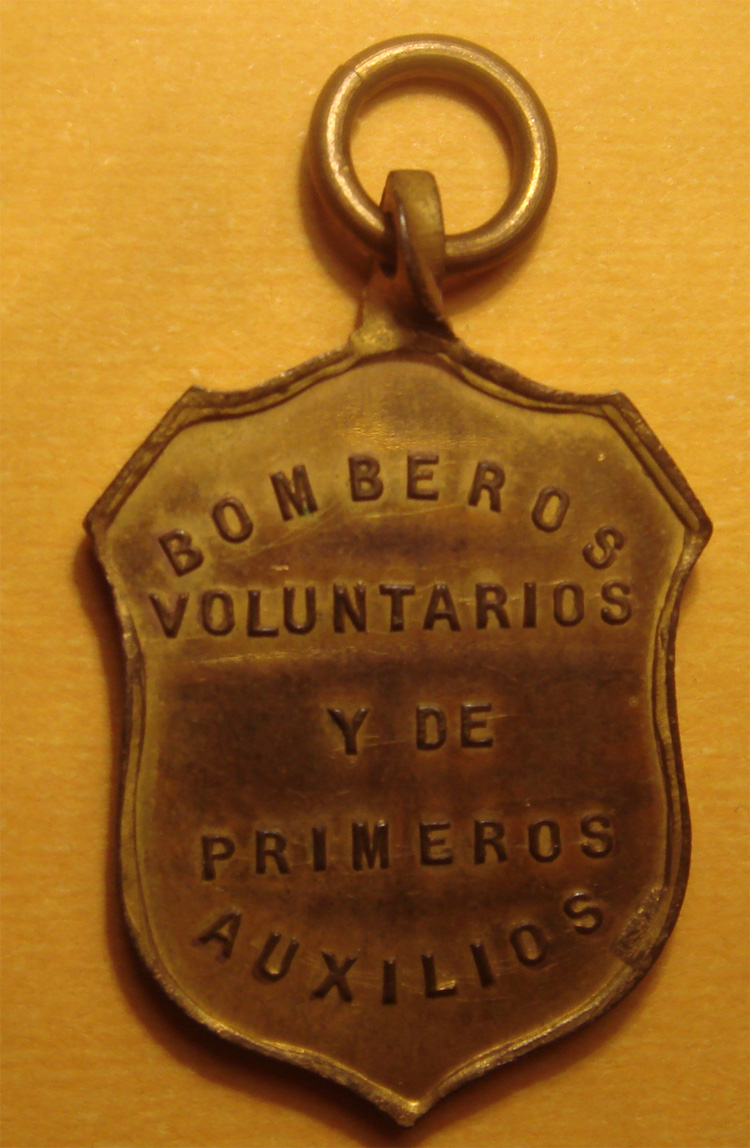 BOMBEROS
VOLUNTARIOS
Y DE
PRIMEROS
AUXILIOS